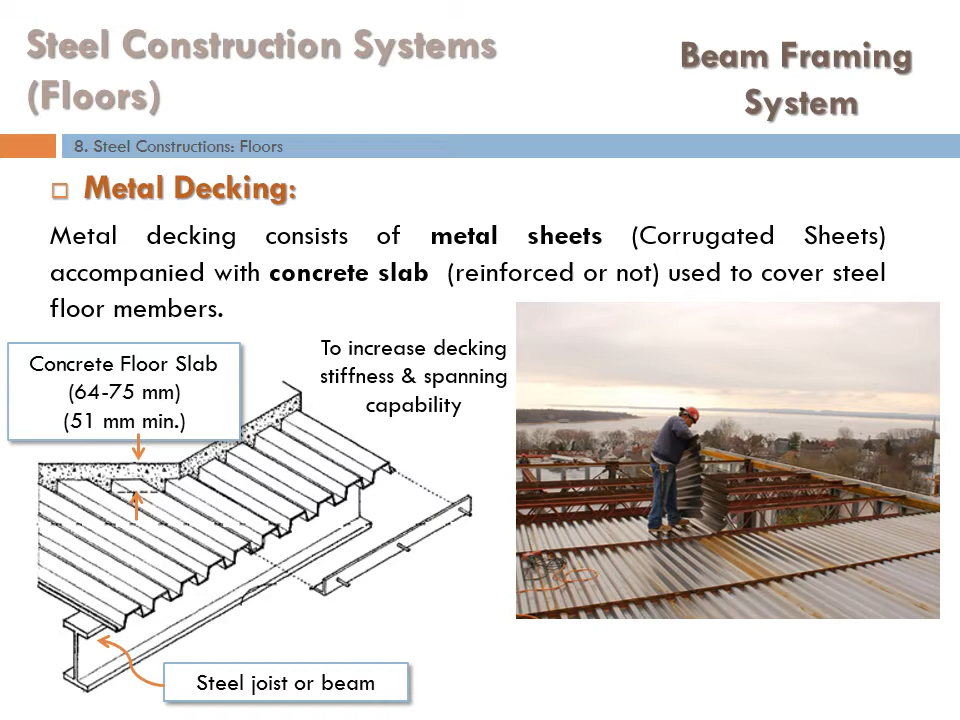 Steel Construction Systems
(Floors)
Beam Framing
System
8. Steel Constructions: Floors
Metal Decking:
Metal decking consists of metal sheets (Corrugated Sheets)
accompanied with concrete slab (reinforced or not) used to cover steel
floor members.
Concrete Floor Slab
(64-75 mm)
(51 mm min.)
To increase decking
stiffness & spanning
capability
Steel joist or beam